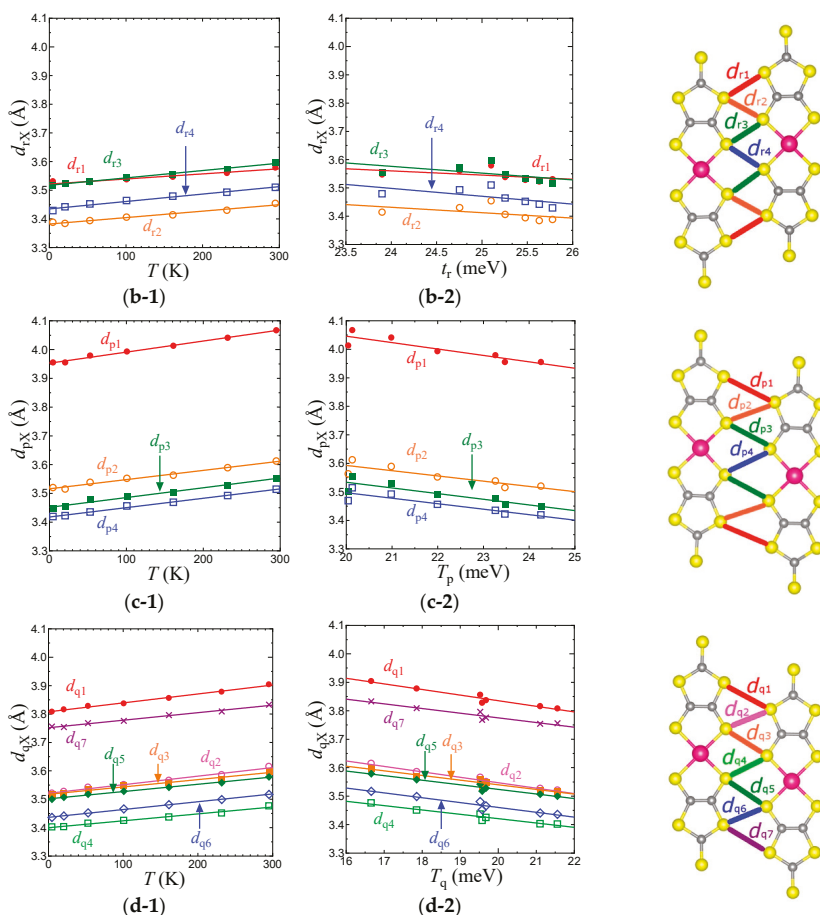 4.1
4.0
3.9
3.8
3.7
3.6
3.5
3.4
3.3
d_rX (Å)
d_r1
d_r3
d_r4
d_r2
0 100 200 300
T (K)
(b-1)
4.1
4.0
3.9
3.8
3.7
3.6
3.5
3.4
3.3
d_rX (Å)
d_r3
d_r4
d_r1
d_r2
23.5 24 24.5 25 25.5 26
t_r (meV)
(b-2)
d_r1
d_r2
d_r3
d_r4
4.1
4.0
3.9
3.8
3.7
3.6
3.5
3.4
3.3
d_pX (Å)
d_p1
d_p3
d_p2
d_p4
0 100 200 300
T (K)
(c-1)
4.1
4.0
3.9
3.8
3.7
3.6
3.5
3.4
3.3
d_pX (Å)
d_p1
d_p2
d_p3
d_p4
20 21 22 23 24 25
T_p (meV)
(c-2)
d_p1
d_p2
d_p3
d_p4
4.1
4.0
3.9
3.8
3.7
3.6
3.5
3.4
3.3
d_qX (Å)
d_q1
d_q7
d_q5
d_q3
d_q2
d_q4
d_q6
0 100 200 300
T (K)
(d-1)
4.1
4.0
3.9
3.8
3.7
3.6
3.5
3.4
3.3
d_qX (Å)
d_q1
d_q7
d_q5
d_q3
d_q2
d_q4
d_q6
16 17 18 19 20 21 22
T_q (meV)
(d-2)
d_q1
d_q2
d_q3
d_q4
d_q5
d_q6
d_q7